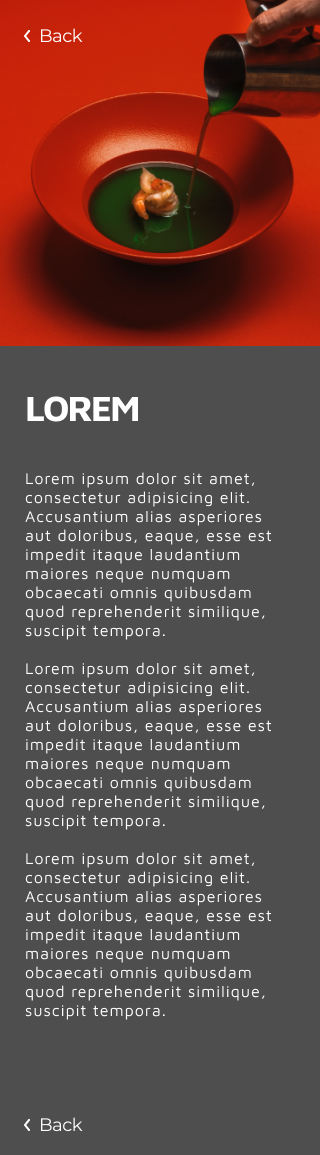 Back
LOREM
Lorem ipsum dolor sit amet,
consectetur adipisicing elit.
Accusantium alias asperiores
aut doloribus, eaque, esse est
impedit itaque laudantium
maiores neque numquam
obcaecati omnis quibusdam
quod reprehenderit similique,
suscipit tempora.
Lorem ipsum dolor sit amet,
consectetur adipisicing elit.
Accusantium alias asperiores
aut doloribus, eaque, esse est
impedit itaque laudantium
maiores neque numquam
obcaecati omnis quibusdam
quod reprehenderit similique,
suscipit tempora.
Lorem ipsum dolor sit amet,
consectetur adipisicing elit.
Accusantium alias asperiores
aut doloribus, eaque, esse est
impedit itaque laudantium
maiores neque numquam
obcaecati omnis quibusdam
quod reprehenderit similique,
suscipit tempora.
Back